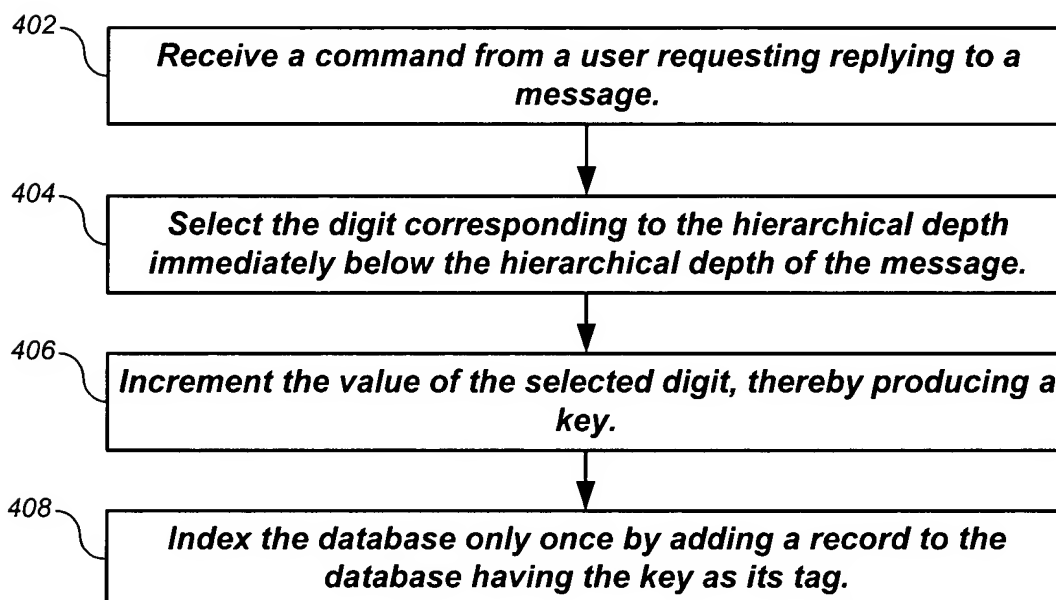 402
Receive a command from a user requesting replying to a
message.
404
Select the digit corresponding to the hierarchical depth
immediately below the hierarchical depth of the message.
406
Increment the value of the selected digit, thereby producing a
key.
408
Index the database only once by adding a record to the
database having the key as its tag.